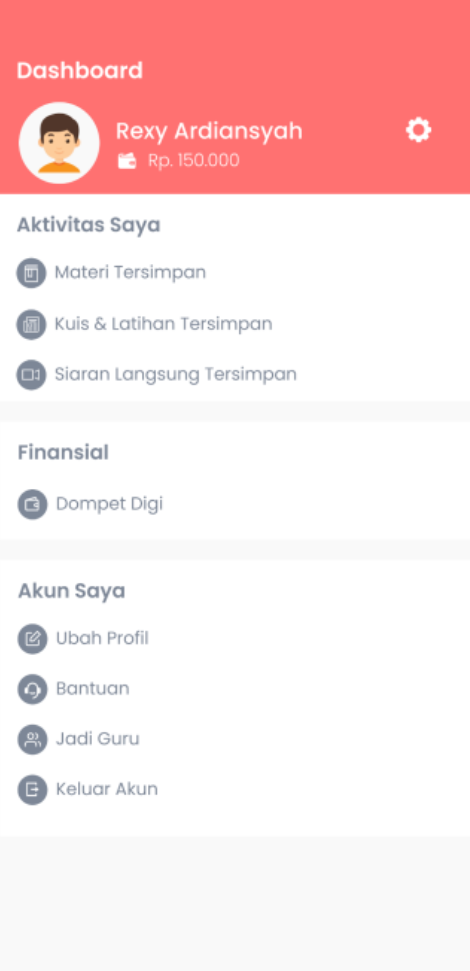 Dashboard
Rexy Ardiansyah
Rp. 150.000
Aktivitas Saya
Materi Tersimpan
Kuis & Latihan Tersimpan
Siaran Langsung Tersimpan
Finansial
Dompet Digi
Akun Saya
Ubah Profil
Bantuan
Jadi Guru
Keluar Akun